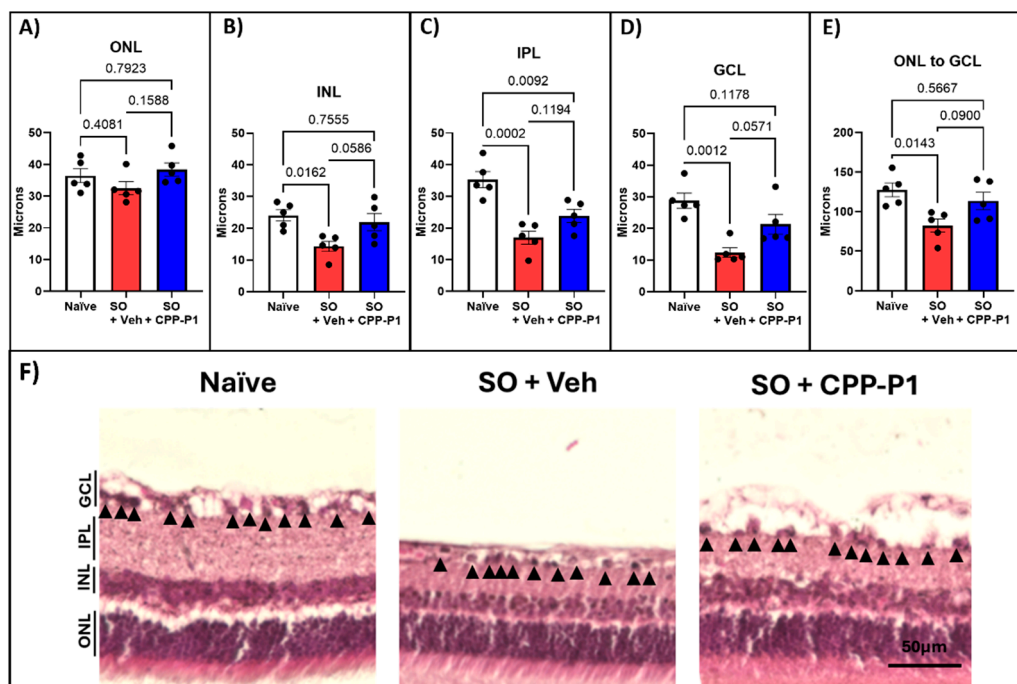 A)
ONL
0.7923
0.1588
0.4081
Microns
50
40
30
20
10
0
Naïve
SO
SO
+ Veh
+ CPP-P1
B)
INL
0.7555
0.0586
0.0162
Microns
50
40
30
20
10
0
Naïve
SO
SO
+ Veh
+ CPP-P1
C)
IPL
0.0092
0.1194
0.0002
Microns
50
40
30
20
10
0
Naïve
SO
SO
+ Veh
+ CPP-P1
D)
GCL
0.1178
0.0571
0.0012
Microns
50
40
30
20
10
0
Naïve
SO
SO
+ Veh
+ CPP-P1
E)
ONL to GCL
0.5667
0.0900
0.0143
Microns
200
150
100
50
0
Naïve
SO
SO
+ Veh
+ CPP-P1
F)
Naïve
SO + Veh
SO + CPP-P1
GCL
IPL
INL
ONL
50µm